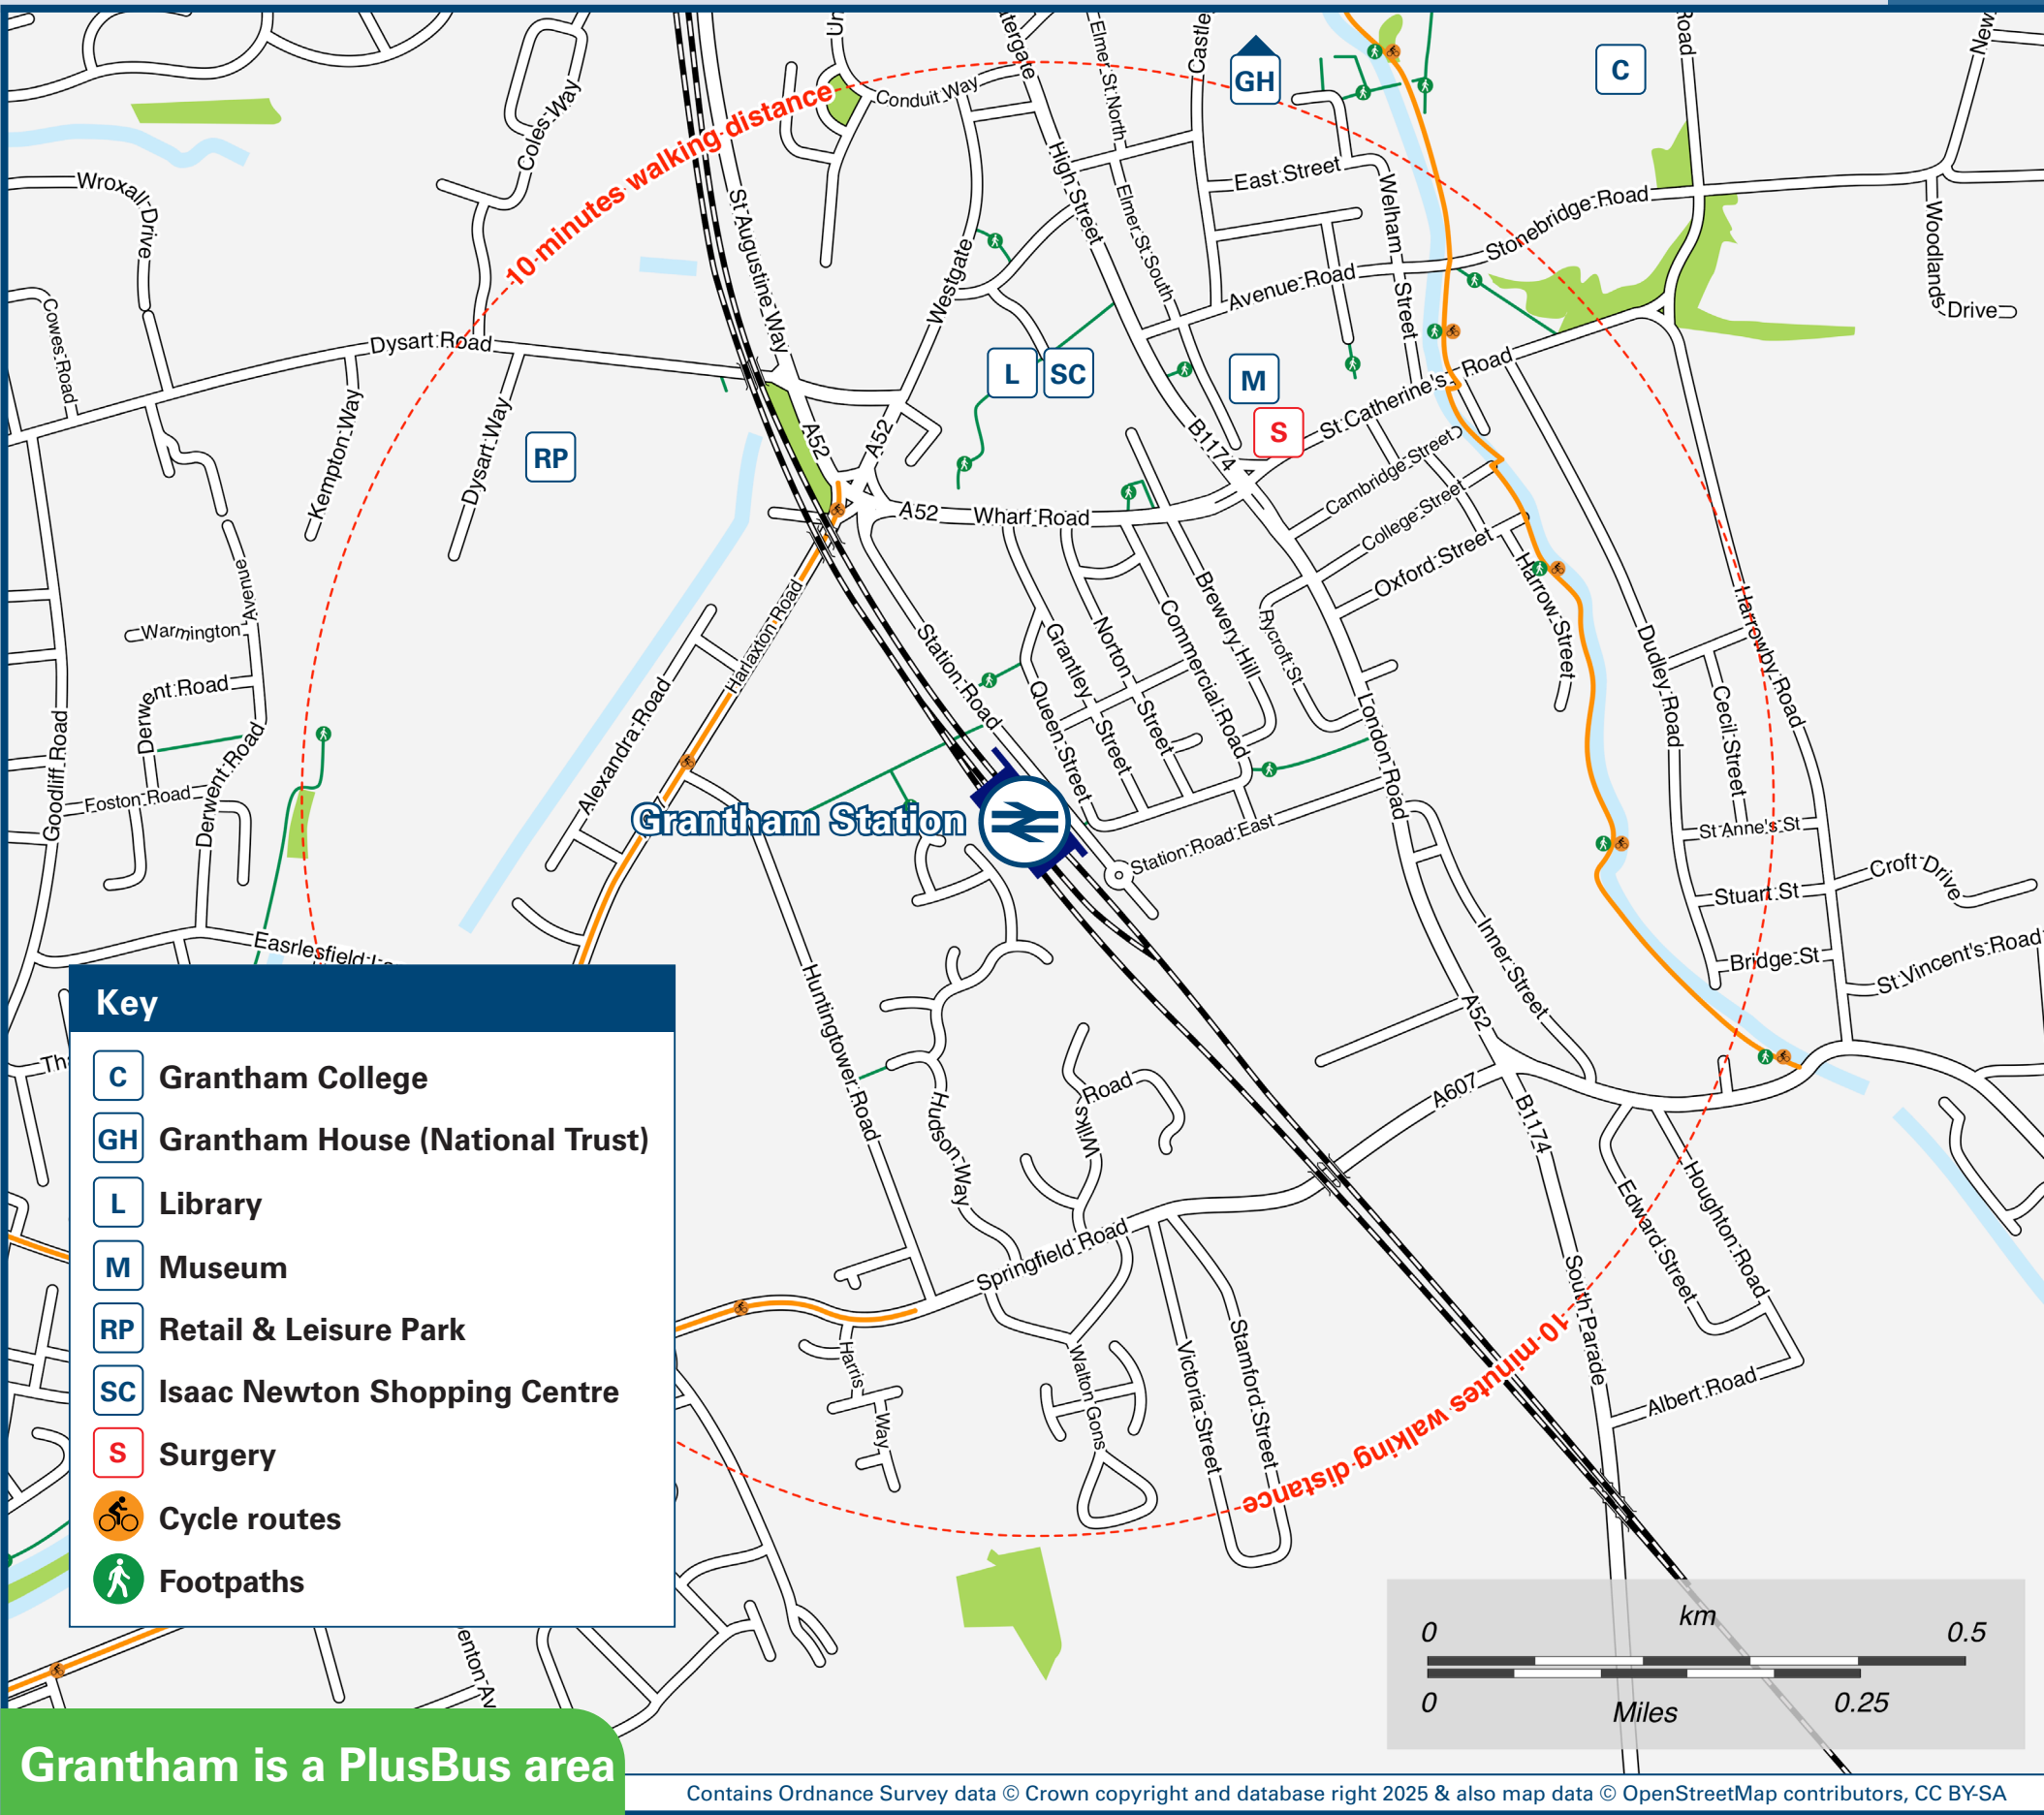 Conduit Way
Castle
GH
C
Road
New
Coles Way
10 minutes walking distance
Elmer St North
High Street
East Street
Wroxall Drive
St Augustine Way
Elmer St South
Welham Street
Stonebridge Road
Woodlands
Drive
Westgate
Avenue Road
Cowes Road
Dysart Road
L
SC
M
S
St Catherine's Road
Kempton Way
Dysart Way
RP
A52
A52
B1174
Cambridge Street
College Street
A52
Wharf Road
Oxford Street
Harrow Street
Avenue
Warmington
Harlaxton Road
Station Road
Grantley Street
Norton Street
Commercial Road
Brewery Hill
Rycroft St
Dudley Road
Harrowby Road
Derwent Road
Goodliff Road
Derwent Road
Alexandra Road
Queen Street
London Road
Cecil Street
Foston Road
Grantham Station
Station Road East
St Anne's St
Stuart St
Croft Drive
Easrlesfield
Huntingtower Road
Inner Street
Bridge St
St Vincent's Road
A52
Hudson Way
Wilks
Road
A607
B1174
Springfield Road
Edward Street
Houghton Road
South Parade
Harris
Way
Walton Gons
Victoria Street
Stamford Street
Albert Road
10 minutes walking distance
Key
C Grantham College
GH Grantham House (National Trust)
L Library
M Museum
RP Retail & Leisure Park
SC Isaac Newton Shopping Centre
S Surgery
Cycle routes
Footpaths
enton Av
km
0 0.5
0 0.25
Miles
Grantham is a PlusBus area
Contains Ordnance Survey data © Crown copyright and database right 2025 & also map data © OpenStreetMap contributors, CC BY-SA